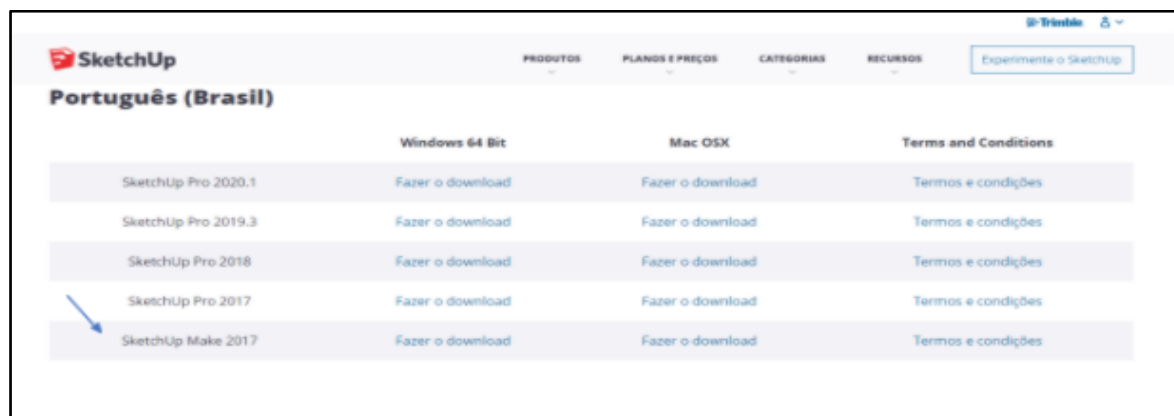 Trimble
SketchUp PRODUTOS PLANOS E PREÇOS CATEGORIAS RECURSOS Experimente o SketchUp
Português (Brasil)
Windows 64 Bit Mac OSX Terms and Conditions
SketchUp Pro 2020.1 Fazer o download Fazer o download Termos e condições
SketchUp Pro 2019.3 Fazer o download Fazer o download Termos e condições
SketchUp Pro 2018 Fazer o download Fazer o download Termos e condições
SketchUp Pro 2017 Fazer o download Fazer o download Termos e condições
SketchUp Make 2017 Fazer o download Fazer o download Termos e condições